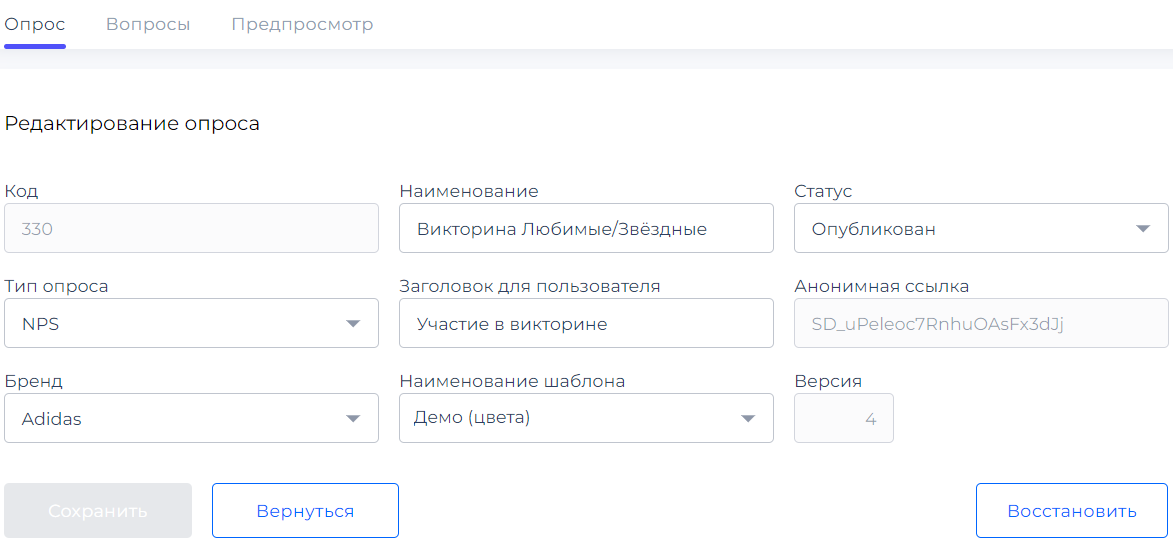 Опрос Вопросы Предпросмотр
Редактирование опроса
Код Наименование Статус
330 Викторина Любимые/Звёздные Опубликован
Тип опроса Заголовок для пользователя Анонимная ссылка
NPS Участие в викторине SD_uPeleoc7RnhuOAsFx3dJj
Бренд Наименование шаблона Версия
Adidas Демо (цвета) 4
Сохранить Вернуться Восстановить